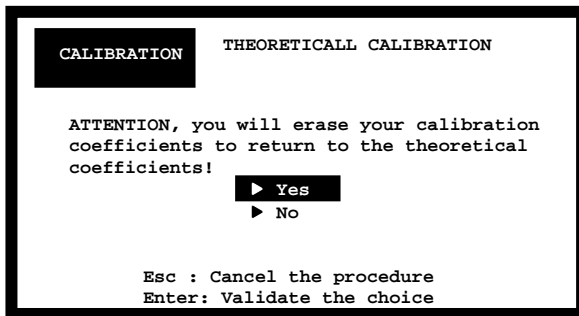 CALIBRATION
THEORETICALL CALIBRATION
ATTENTION, you will erase your calibration
coefficients to return to the theoretical
coefficients!
Yes
No
Esc : Cancel the procedure
Enter: Validate the choice